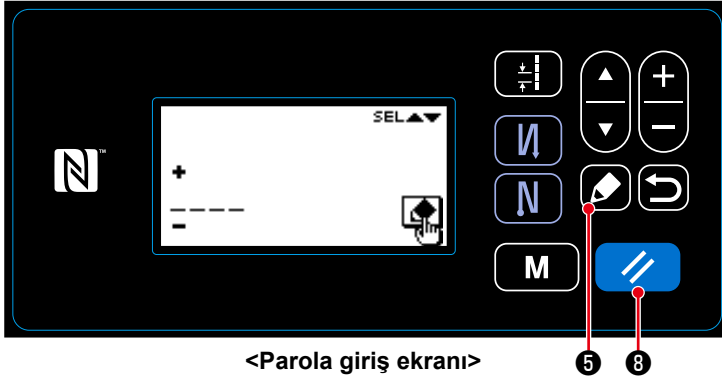 SEL▲▼
+
_ _ _ _
−
+
−
M
<Parola giriş ekranı>
❺ ❽